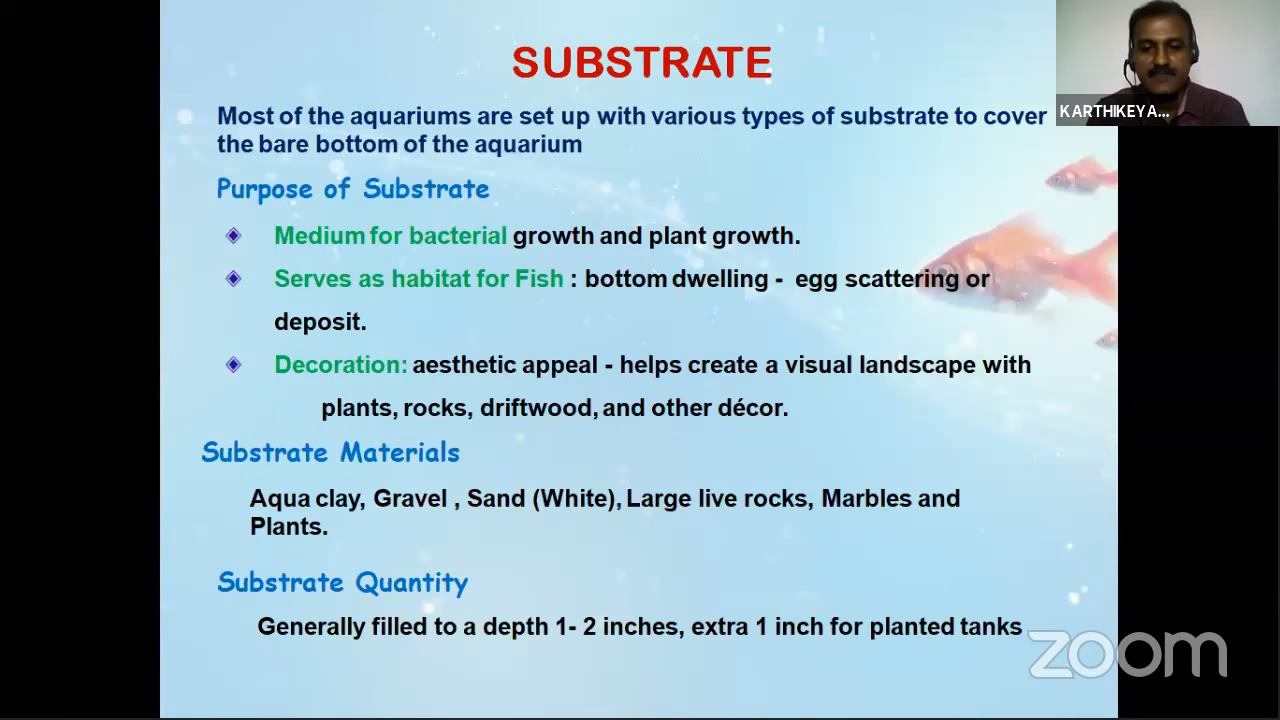 SUBSTRATE
Most of the aquariums are set up with various types of substrate to cover
the bare bottom of the aquarium
KARTHIKEYA...
Purpose of Substrate
Medium for bacterial growth and plant growth.
Serves as habitat for Fish : bottom dwelling - egg scattering or
deposit.
Decoration: aesthetic appeal - helps create a visual landscape with
plants, rocks, driftwood, and other décor.
Substrate Materials
Aqua clay, Gravel , Sand (White), Large live rocks, Marbles and
Plants.
Substrate Quantity
Generally filled to a depth 1- 2 inches, extra 1 inch for planted tanks
zoom